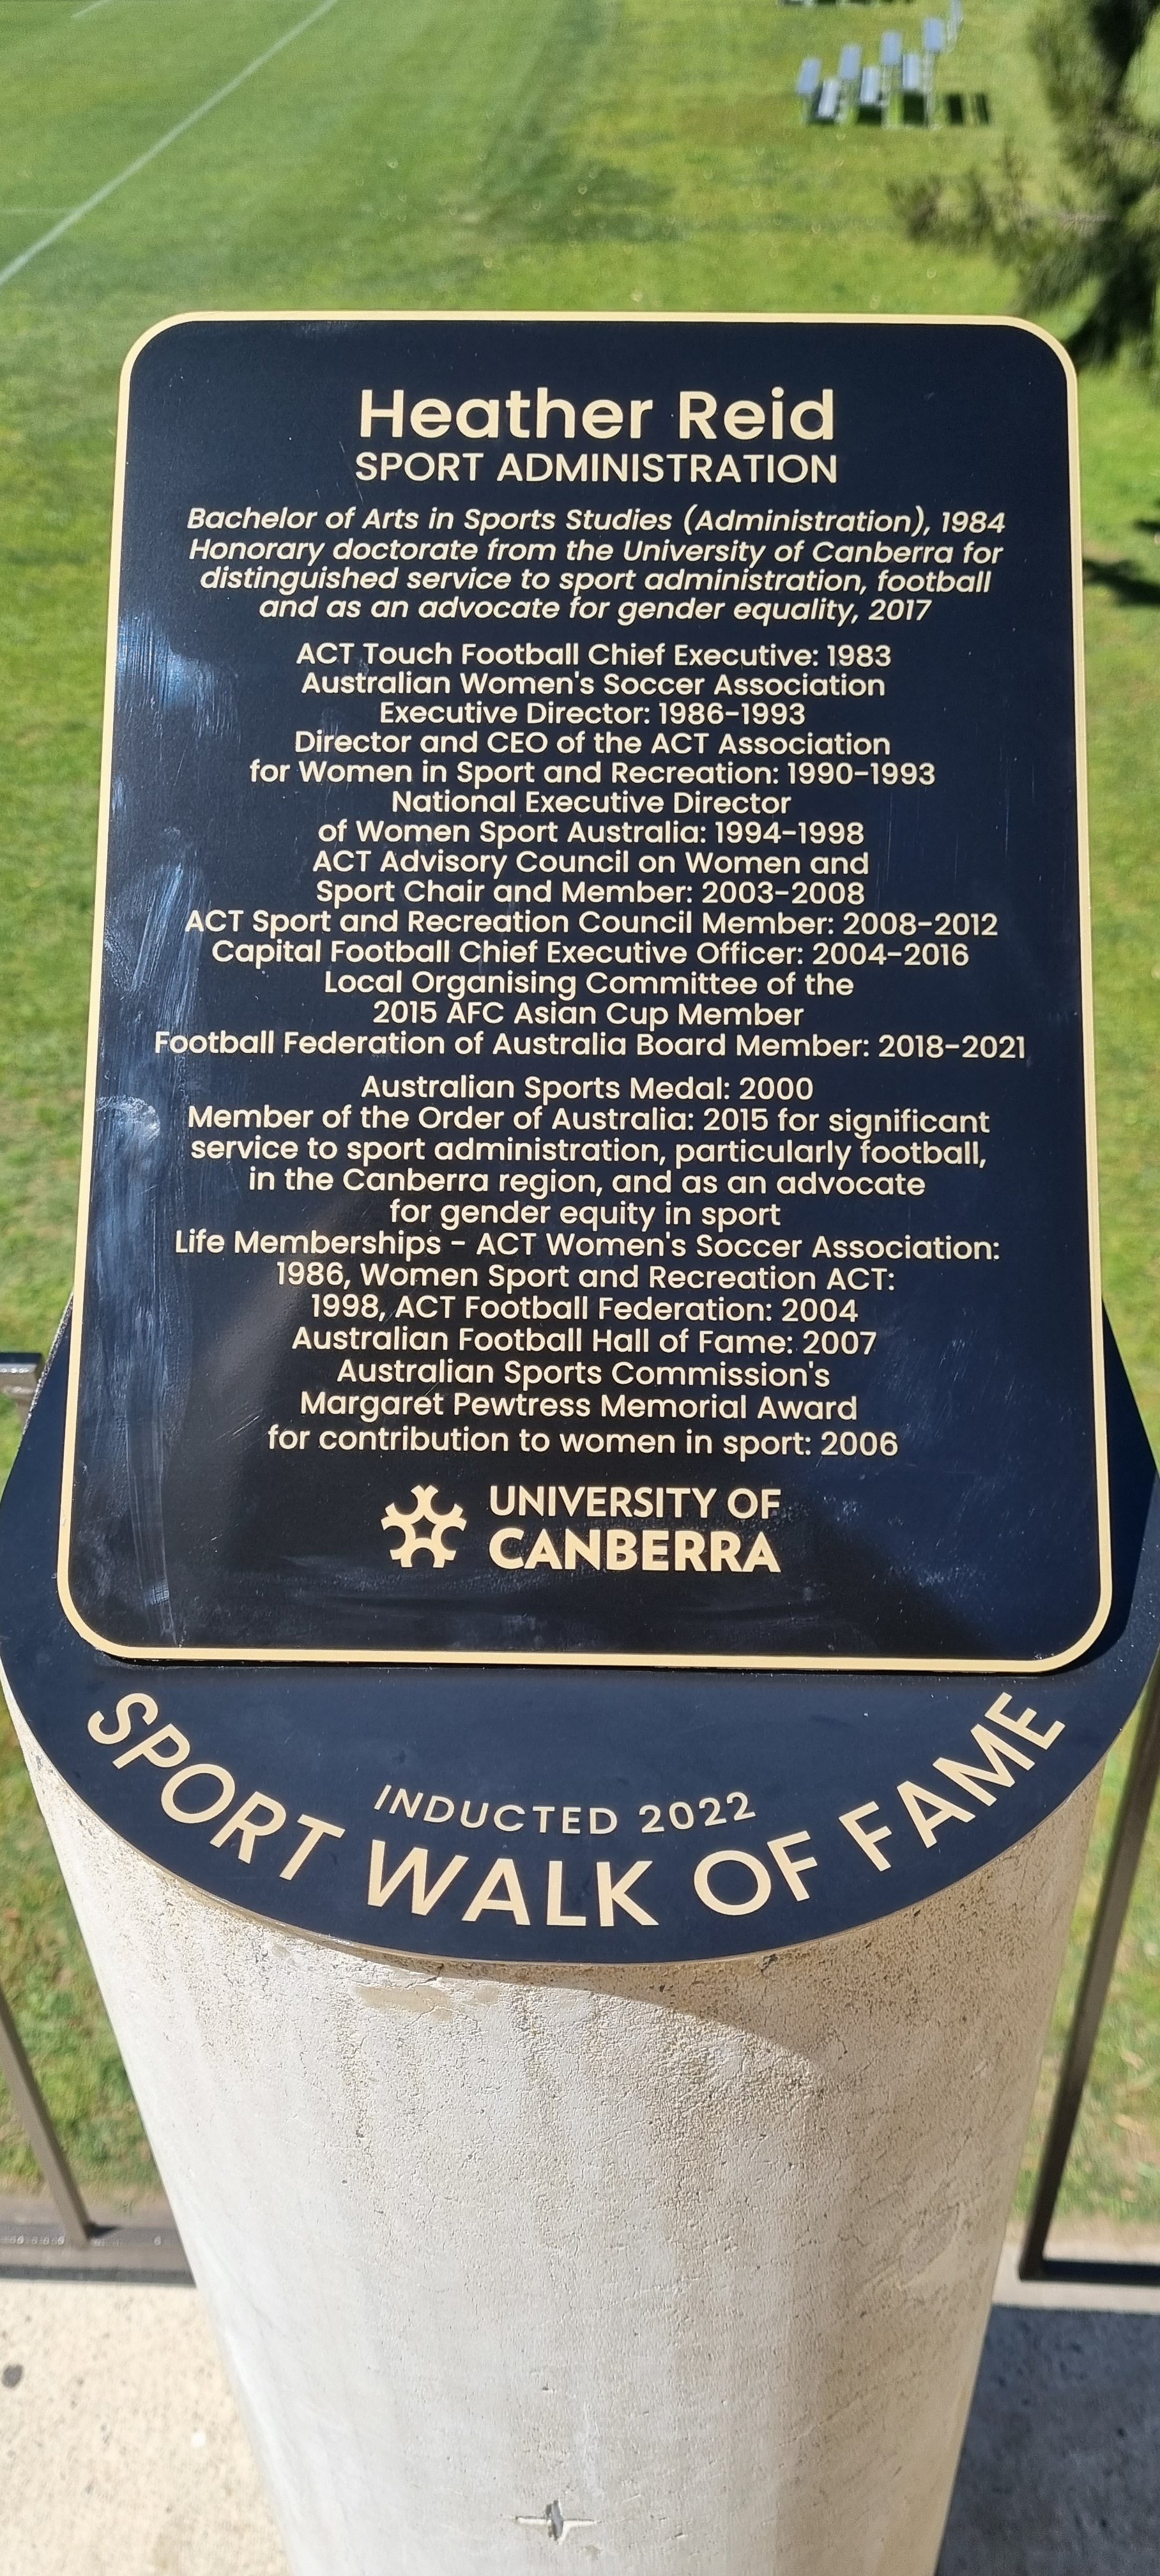 Heather Reid
SPORT ADMINISTRATION
Bachelor of Arts in Sports Studies (Administration), 1984
Honorary doctorate from the University of Canberra for
distinguished service to sport administration, football
and as an advocate for gender equality, 2017
ACT Touch Football Chief Executive: 1983
Australian Women's Soccer Association
Executive Director: 1986-1993
Director and CEO of the ACT Association
for Women in Sport and Recreation: 1990-1993
National Executive Director
of Women Sport Australia: 1994-1998
ACT Advisory Council on Women and
Sport Chair and Member: 2003-2008
ACT Sport and Recreation Council Member: 2008-2012
Capital Football Chief Executive Officer: 2004-2016
Local Organising Committee of the
2015 AFC Asian Cup Member
Football Federation of Australia Board Member: 2018-2021
Australian Sports Medal: 2000
Member of the Order of Australia: 2015 for significant
service to sport administration, particularly football,
in the Canberra region, and as an advocate
for gender equity in sport
Life Memberships - ACT Women's Soccer Association:
1986, Women Sport and Recreation ACT:
1998, ACT Football Federation: 2004
Australian Football Hall of Fame: 2007
Australian Sports Commission's
Margaret Pewtress Memorial Award
for contribution to women in sport: 2006
UNIVERSITY OF
CANBERRA
INDUCTED 2022
SPORT WALK OF FAME